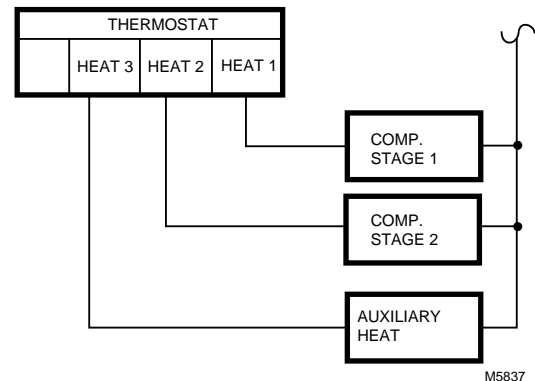 THERMOSTAT
HEAT 3 HEAT 2 HEAT 1
COMP.
STAGE 1
COMP.
STAGE 2
AUXILIARY
HEAT
M5837